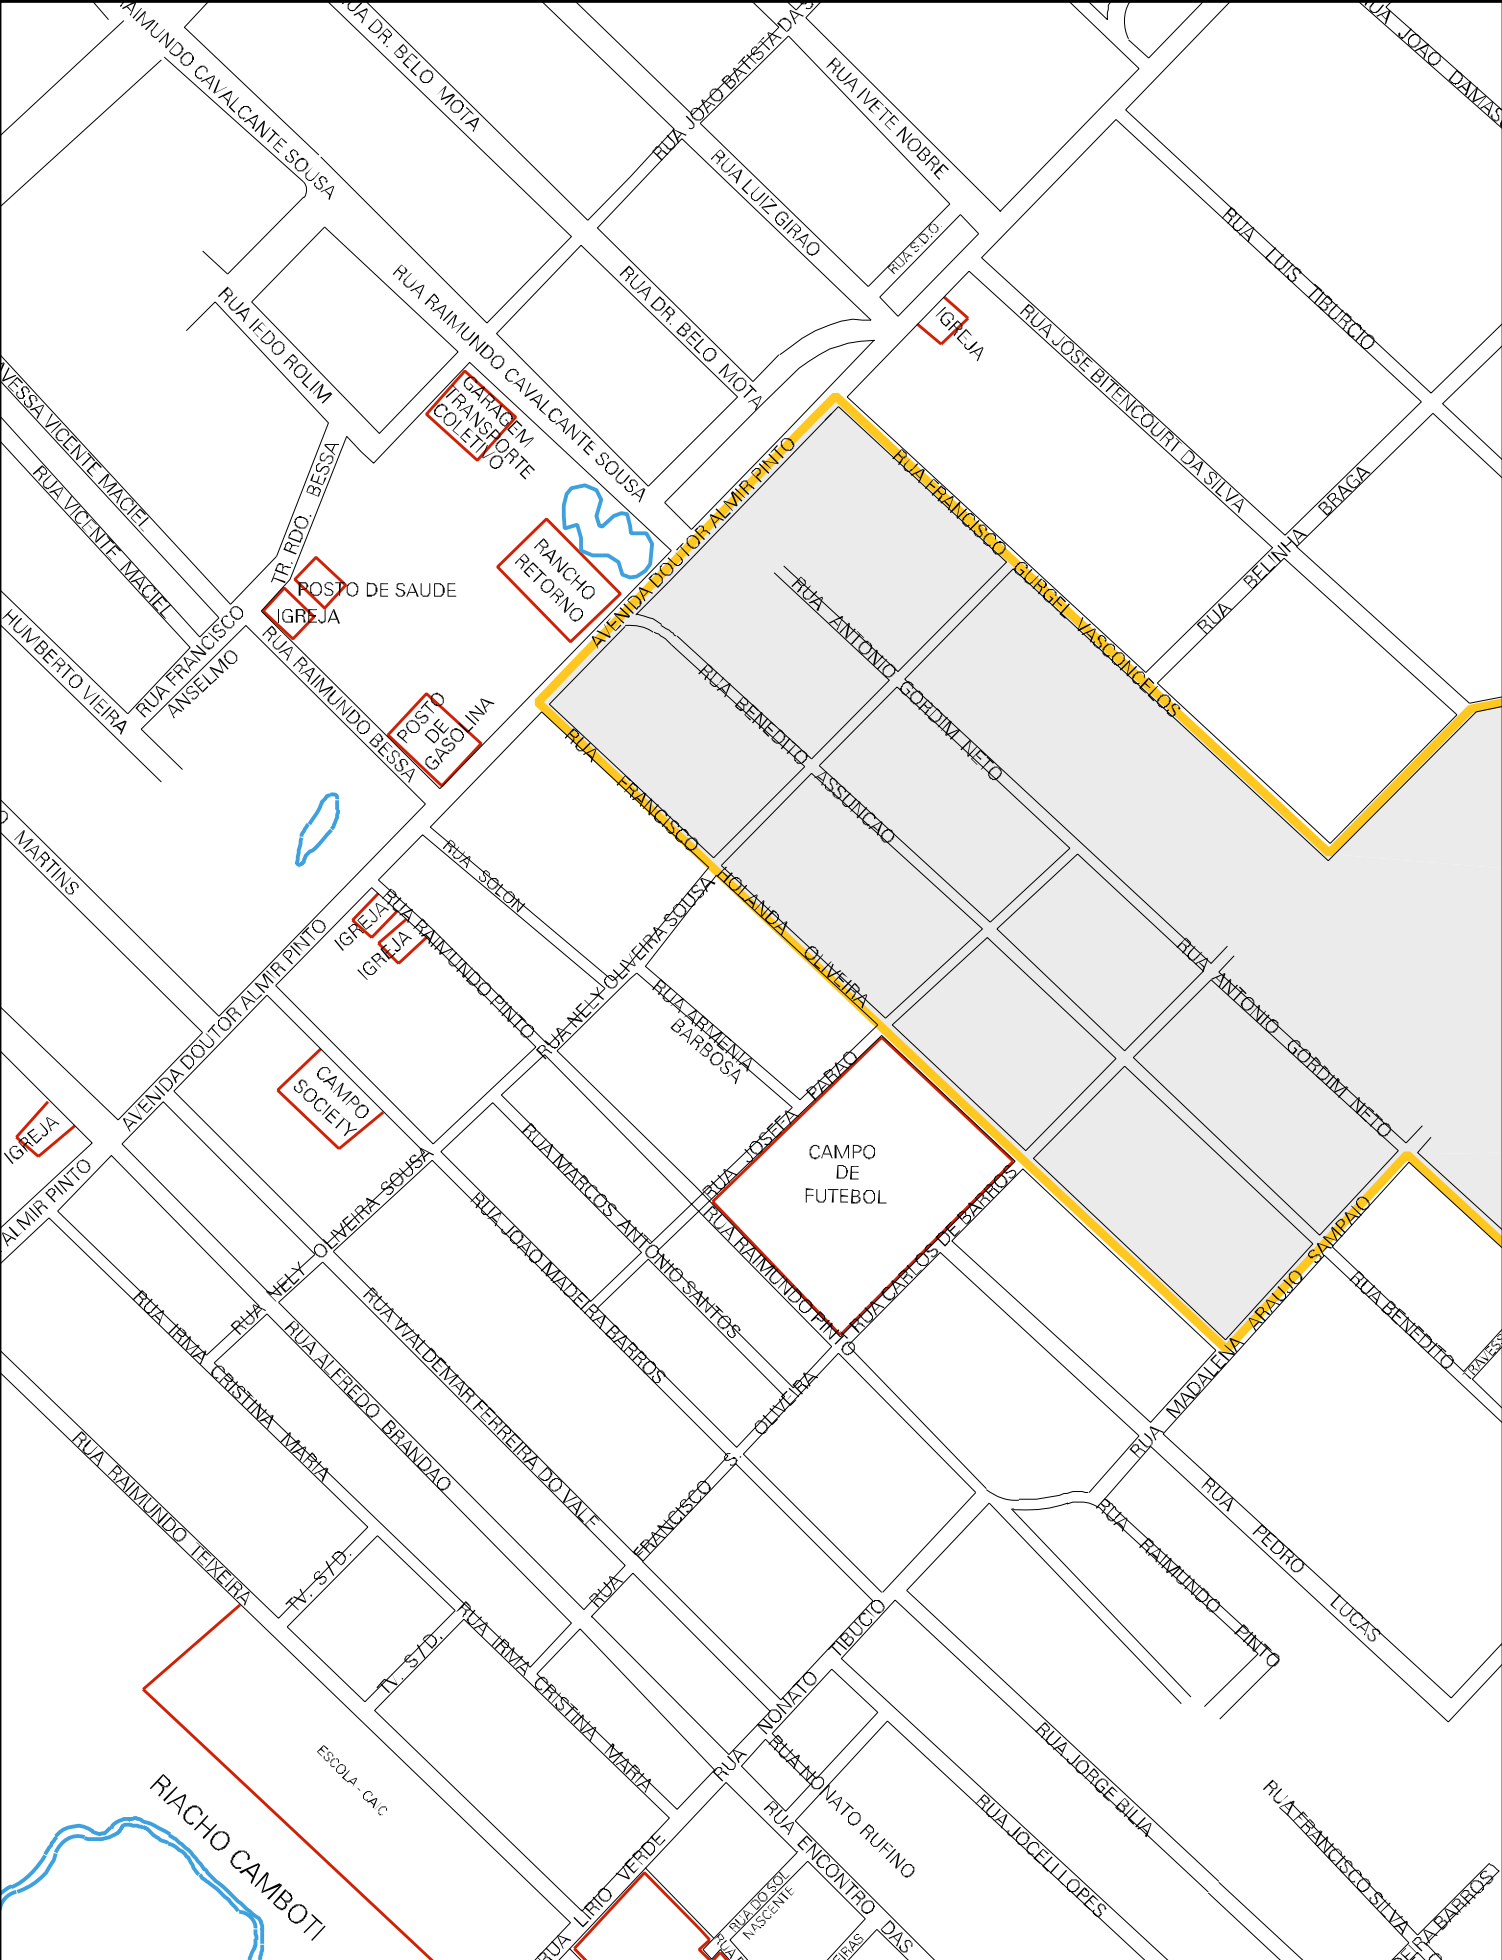 RAIMUNDO CAVALCANTE SOUSA
RUA DR. BELO MOTA
RUA JOAO BATISTA DA
RUA IVETE NOBRE
RUA JOAO DAMAS
RUA LUIZ GIRAO
RUA S.D.O.
RUA LUIS TIBURCIO
RUA RAIMUNDO CAVALCANTE SOUSA
RUA DR. BELO MOTA
IGREJA
RUA JOSE BITENCOURT DA SILVA
RUA IEDO ROLIM
GARAGEM
TRANSPORTE
COLETIVO
VESSA VICENTE MACIEL
RUA VICENTE MACIEL
TR. RDO. BESSA
AVENIDA DOUTOR ALMIR PINTO
RUA FRANCISCO GURGEL VASCONCELOS
RUA BELINHA BRAGA
RANCHO
RETORNO
POSTO DE SAUDE
IGREJA
HUMBERTO VIEIRA
RUA FRANCISCO
ANSELMO
RUA RAIMUNDO BESSA
RUA ANTONIO GORDIM NETO
RUA BENEDITO ASSUNCAO
POSTO
DE
GASOLINA
RUA FRANCISCO HOLANDA OLIVEIRA
O MARTINS
RUA SOLON
IGREJA
IGREJA
RUA RAIMUNDO PINTO
RUA NELY OLIVEIRA SOUSA
AVENIDA DOUTOR ALMIR PINTO
RUA ARMENIA
BARBOSA
RUA ANTONIO GORDIM NETO
CAMPO
SOCIETY
IGREJA
ALMIR PINTO
RUA JOSEFA PARAO
CAMPO
DE
FUTEBOL
RUA MARCOS ANTONIO SANTOS
RUA NELY OLIVEIRA SOUSA
RUA JOAO MADEIRA BARROS
RUA RAIMUNDO PINTO
RUA CARLOS DE BARROS
RUA MADALENA ARAUJO SAMPAIO
RUA BENEDITO
TRAVESS
RUA IRMA CRISTINA MARIA
RUA ALFREDO BRANDAO
RUA WALDEMAR FERREIRA DO VALE
RUA FRANCISCO S. OLIVEIRA
RUA RAIMUNDO TEIXEIRA
TV. S/D.
TV. S/D.
RUA IRMA CRISTINA MARIA
RUA RAIMUNDO PINTO
RUA PEDRO LUCAS
RUA NONATO TIBUCIO
ESCOLA - CAIC
RIACHO CAMBOTI
RUA NONATO RUFINO
RUA JORGE BILIA
RUA JOCELI LOPES
RUA FRANCISCO SILVA
RUA ENCONTRO DAS
RUA LIRIO VERDE
RUA DO SOL
NASCENTE
EIRAS
RA BARROS